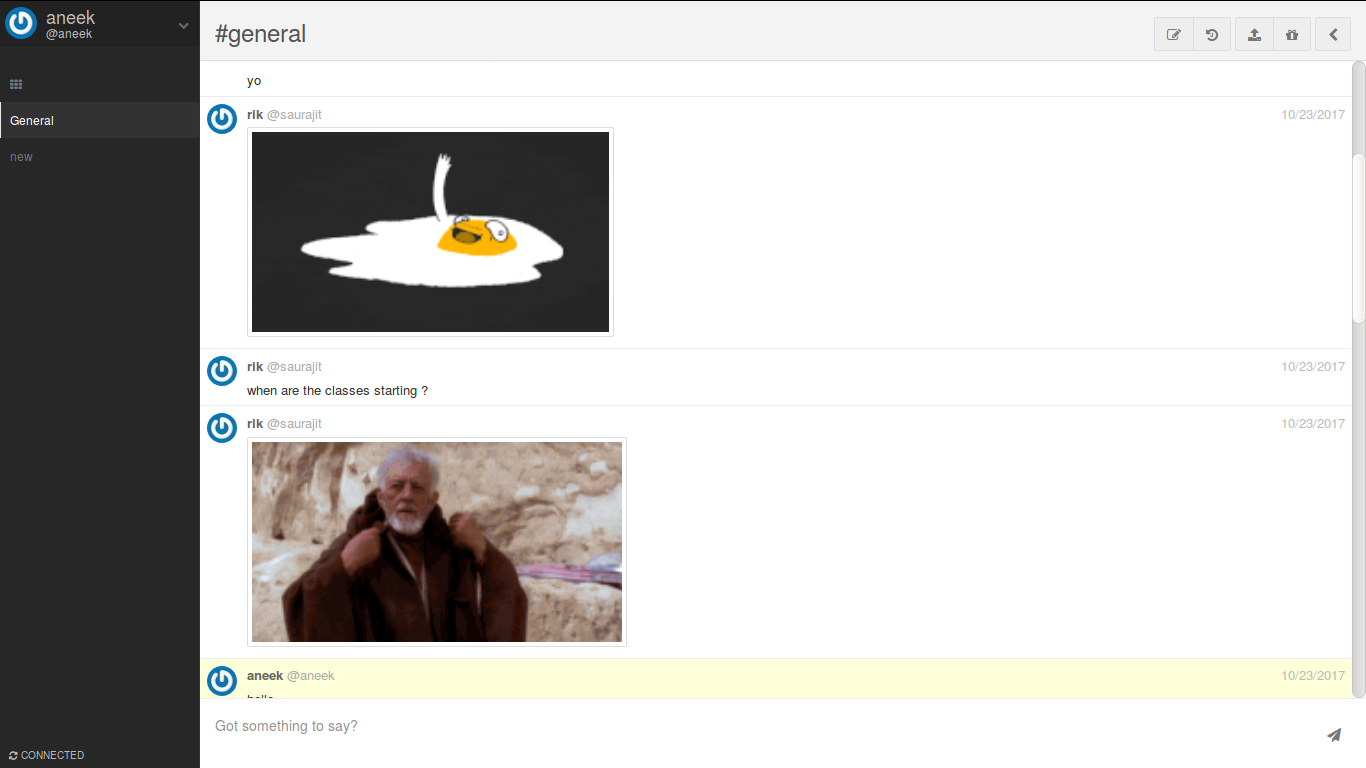 aneek
@aneek
General
new
CONNECTED
#general
yo
rik @saurajit 10/23/2017
rik @saurajit 10/23/2017
when are the classes starting ?
rik @saurajit 10/23/2017
aneek @aneek 10/23/2017
Got something to say?